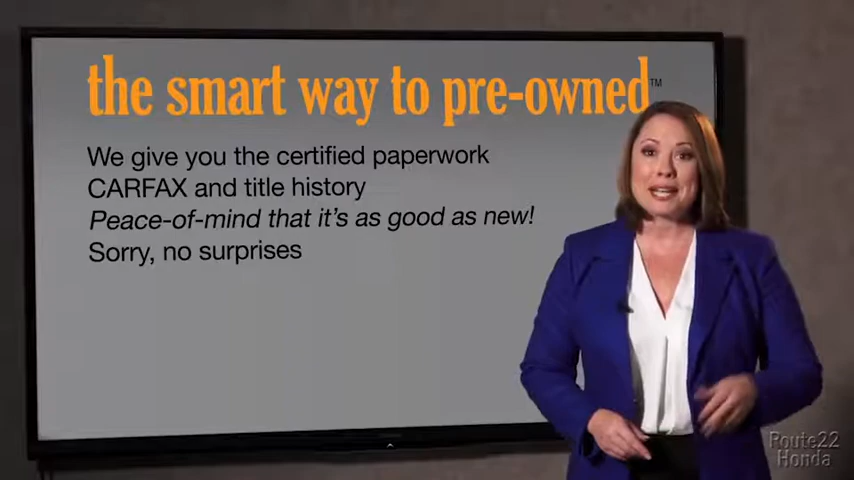 the smart way to pre-owned™
We give you the certified paperwork
CARFAX and title history
Peace-of-mind that it's as good as new!
Sorry, no surprises
Route22
Honda